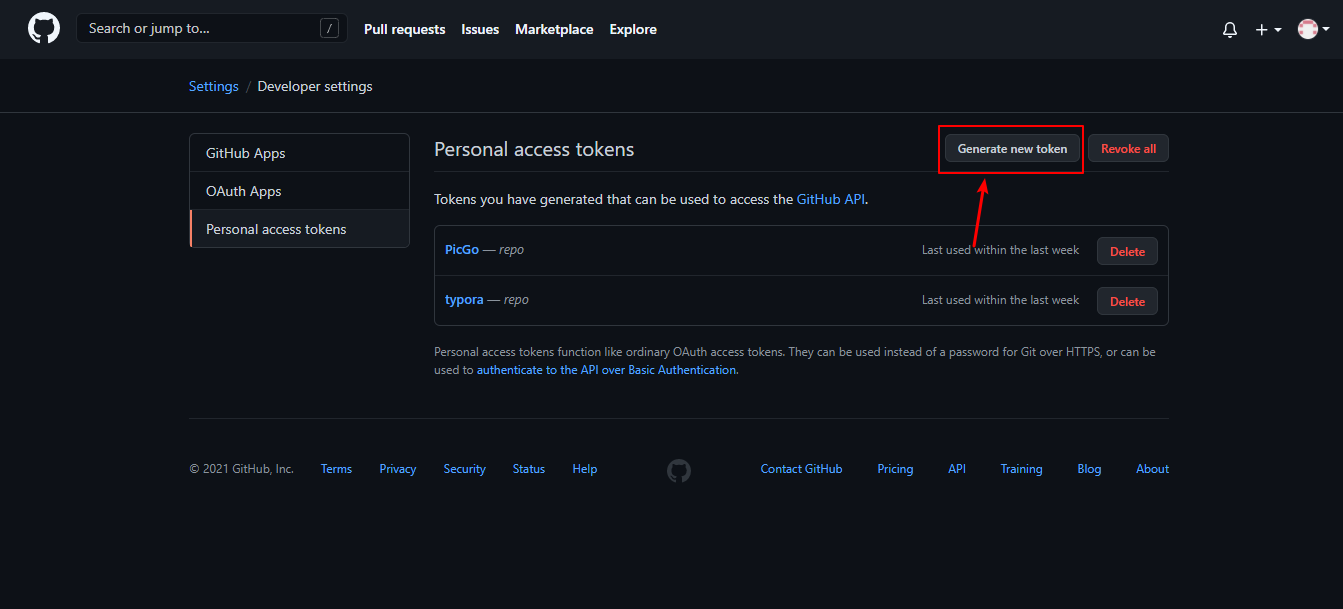 Search or jump to... /
Pull requests Issues Marketplace Explore
Settings / Developer settings
GitHub Apps
OAuth Apps
Personal access tokens
Personal access tokens
Generate new token Revoke all
Tokens you have generated that can be used to access the GitHub API.
PicGo — repo Last used within the last week Delete
typora — repo Last used within the last week Delete
Personal access tokens function like ordinary OAuth access tokens. They can be used instead of a password for Git over HTTPS, or can be
used to authenticate to the API over Basic Authentication.
© 2021 GitHub, Inc. Terms Privacy Security Status Help Contact GitHub Pricing API Training Blog About